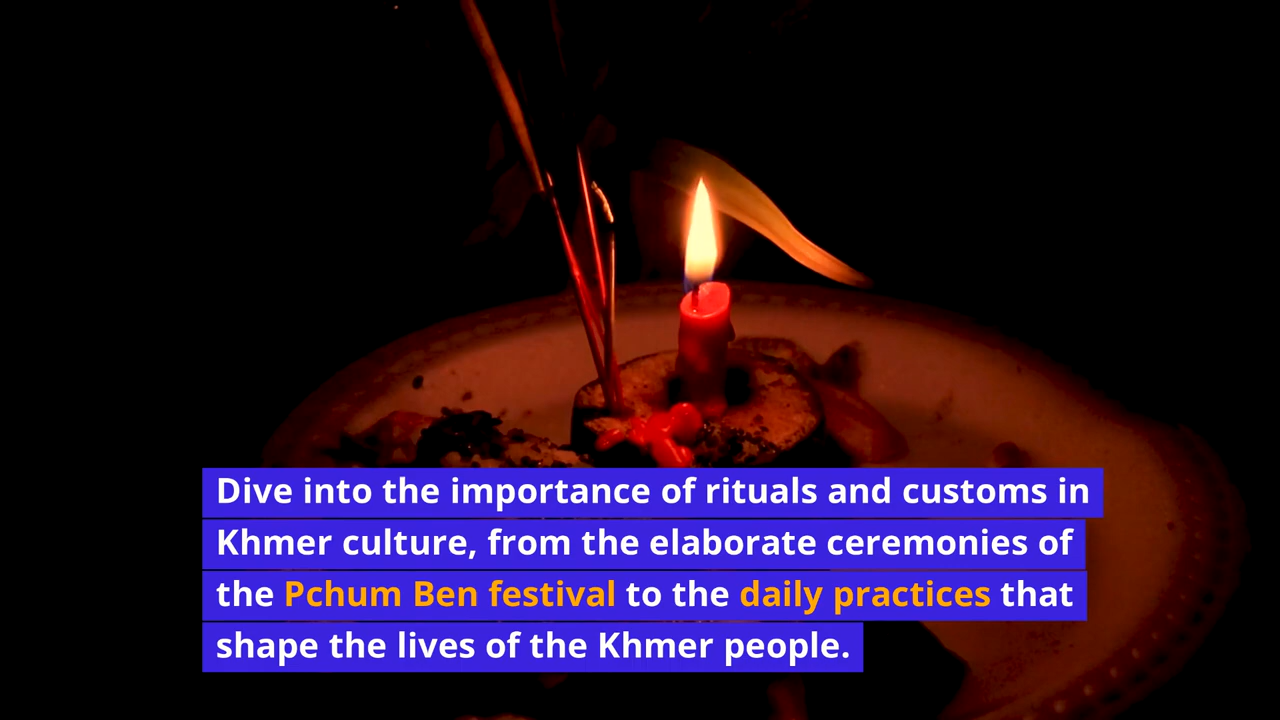 Dive into the importance of rituals and customs in
Khmer culture, from the elaborate ceremonies of
the Pchum Ben festival to the daily practices that
shape the lives of the Khmer people.